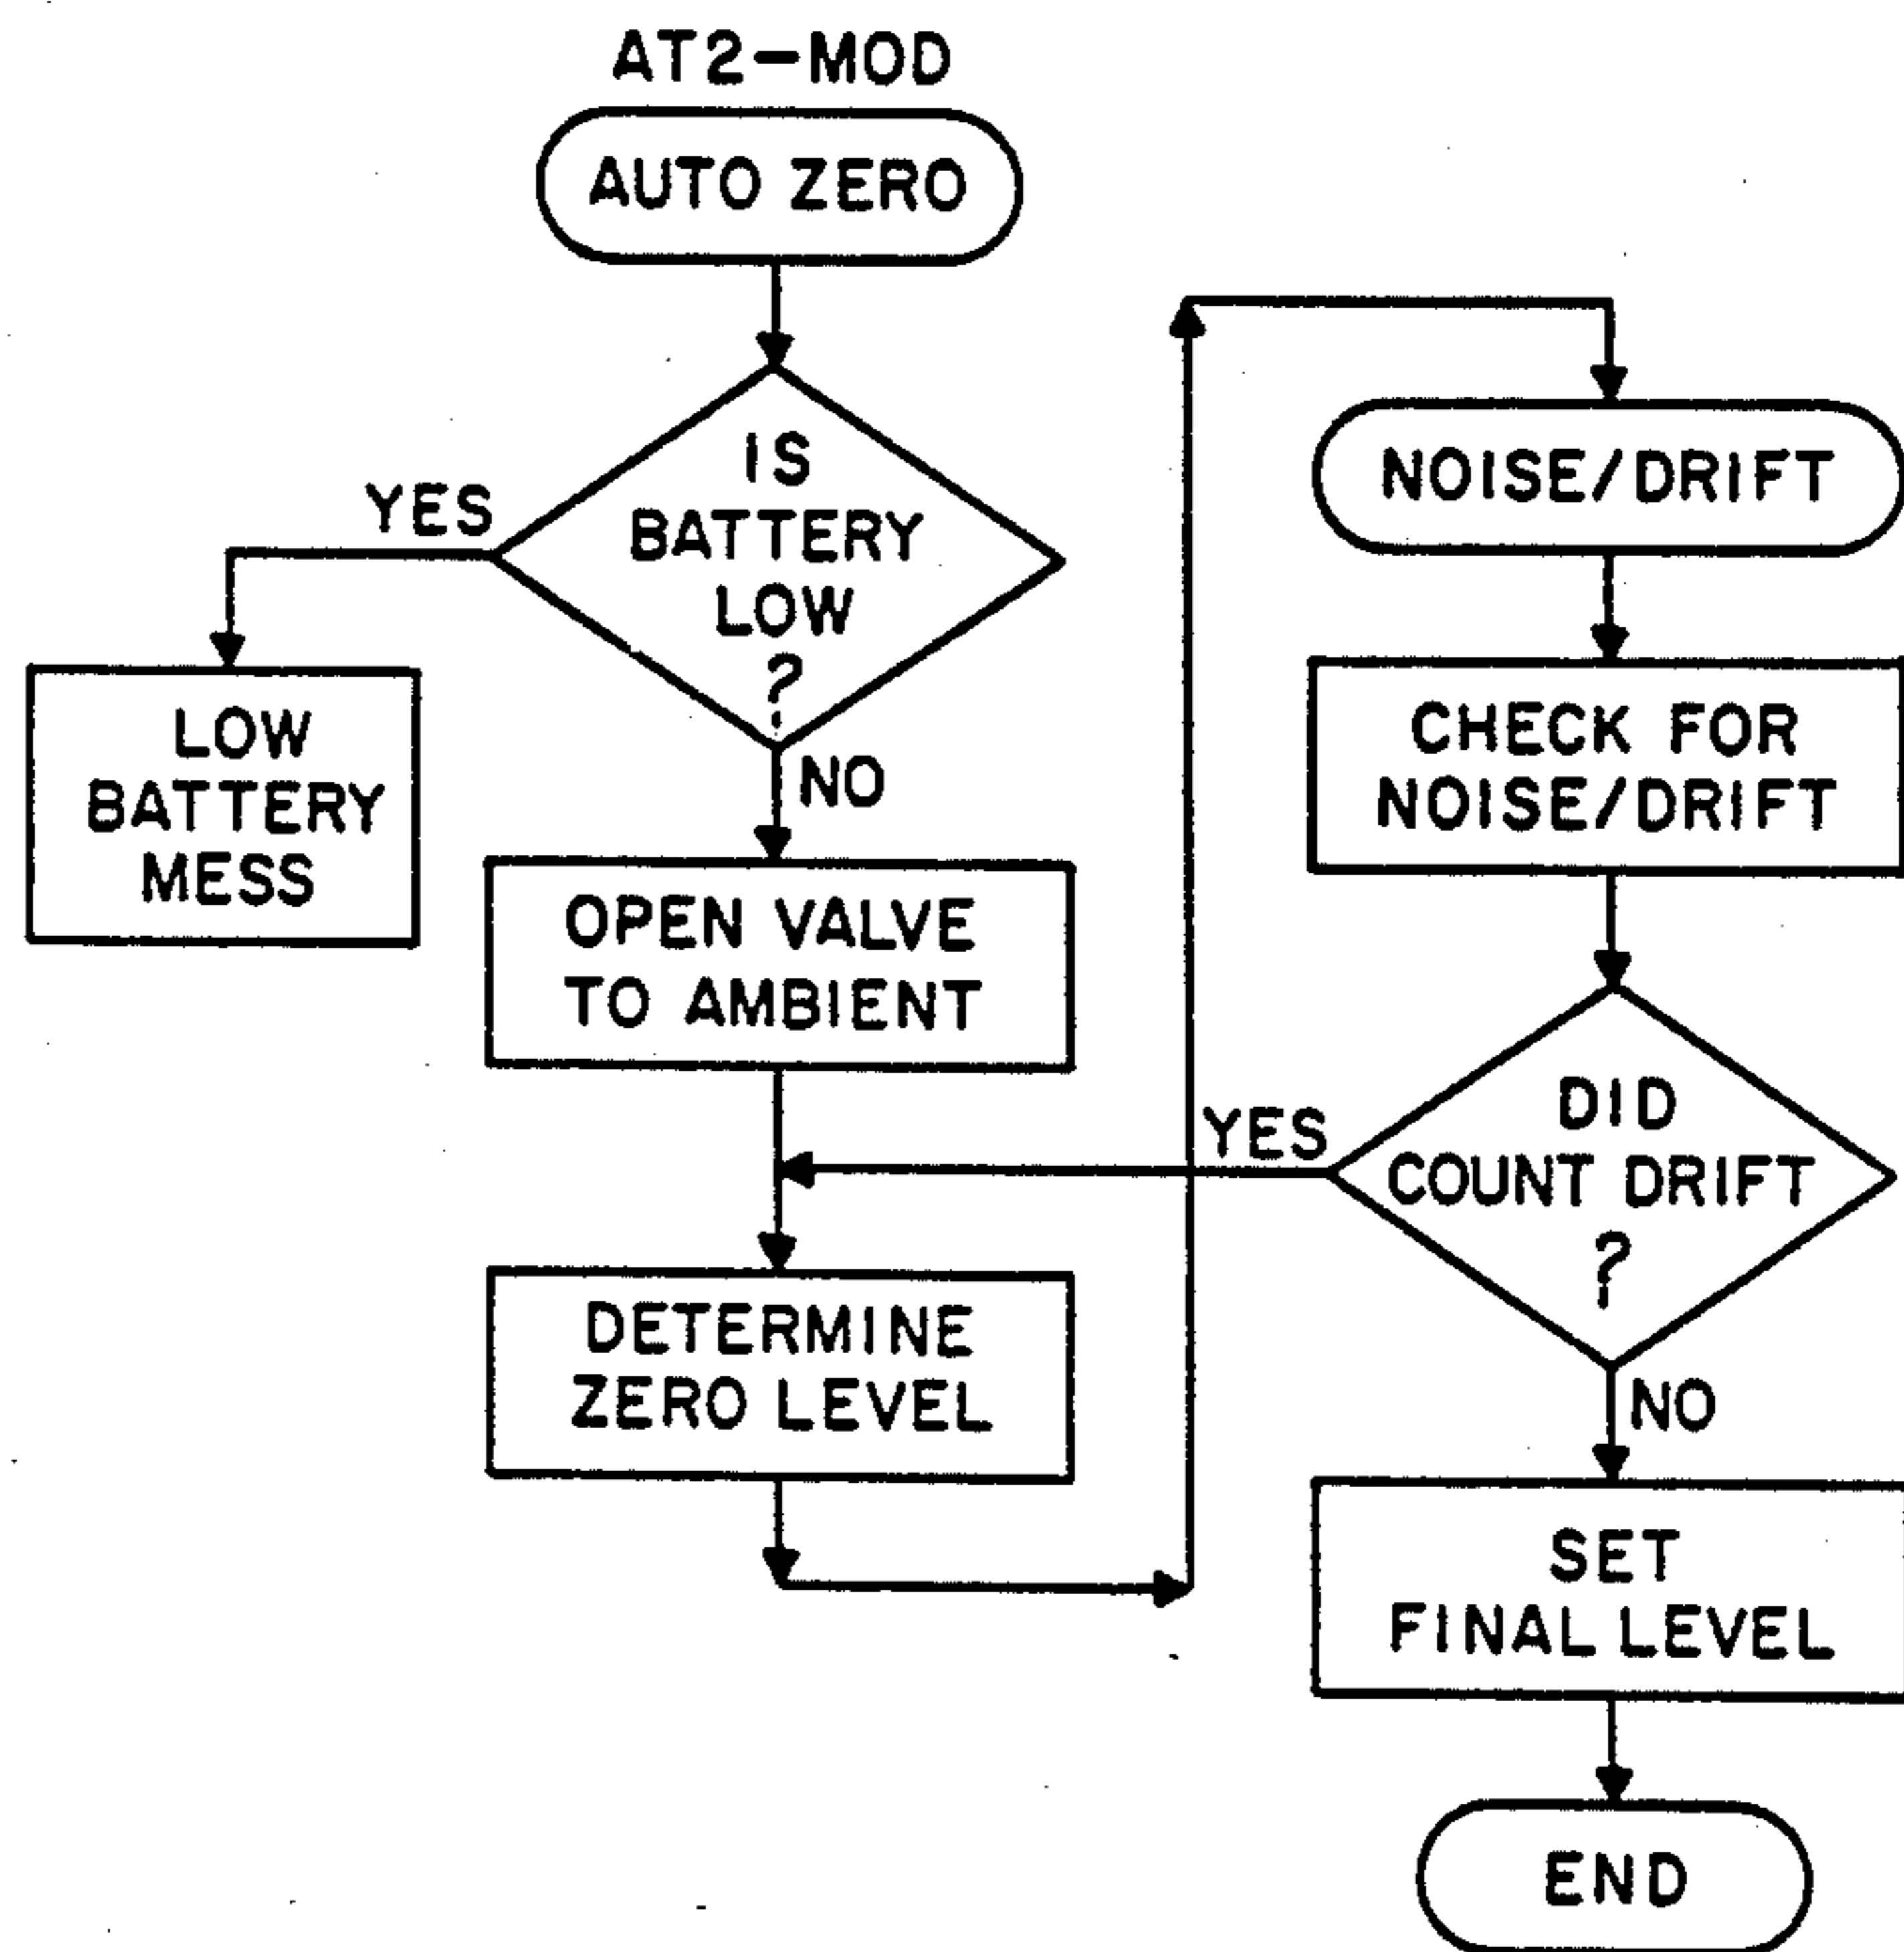 AT2-MOD
AUTO ZERO
IS
BATTERY
LOW
?
YES
NO
LOW
BATTERY
MESS
OPEN VALVE
TO AMBIENT
DETERMINE
ZERO LEVEL
NOISE/DRIFT
CHECK FOR
NOISE/DRIFT
DID
COUNT DRIFT
?
YES
NO
SET
FINAL LEVEL
END